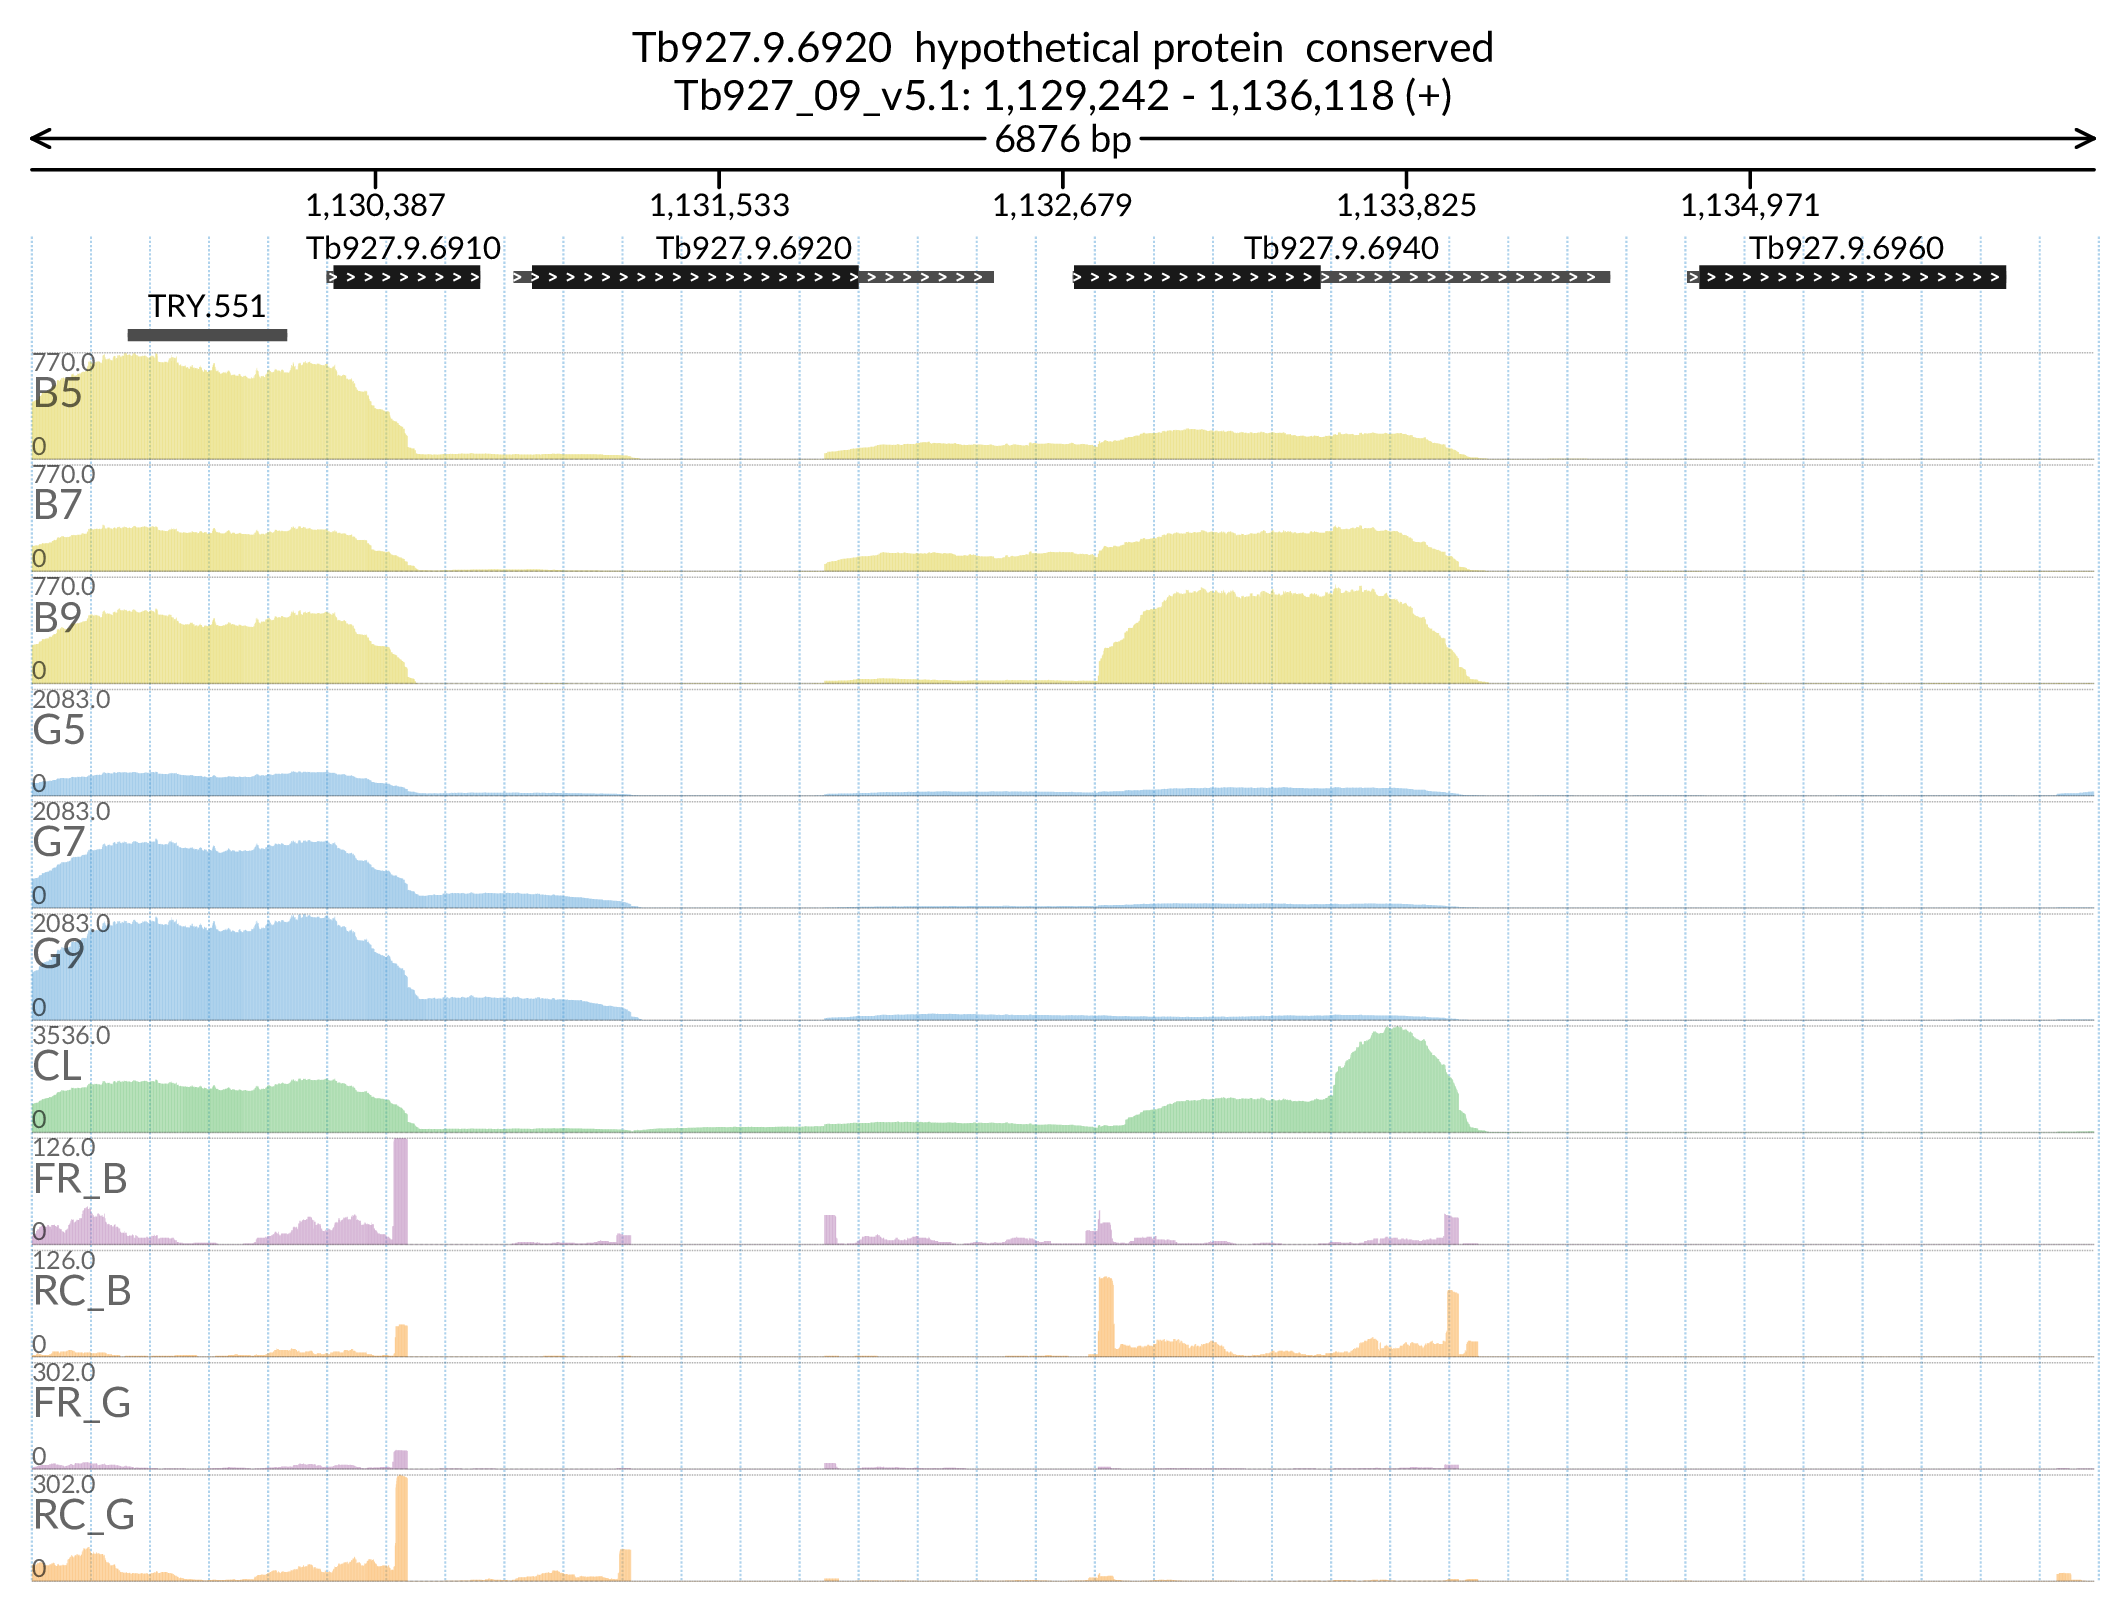 Tb927.9.6920  hypothetical protein  conserved
Tb927_09_v5.1: 1,129,242 - 1,136,118 (+)
6876 bp
1,130,387 1,131,533 1,132,679 1,133,825 1,134,971
Tb927.9.6910 Tb927.9.6920 Tb927.9.6940 Tb927.9.6960
TRY.551
770.0
B5
0
770.0
B7
0
770.0
B9
0
2083.0
G5
0
2083.0
G7
0
2083.0
G9
0
3536.0
CL
0
126.0
FR_B
0
126.0
RC_B
0
302.0
FR_G
0
302.0
RC_G
0